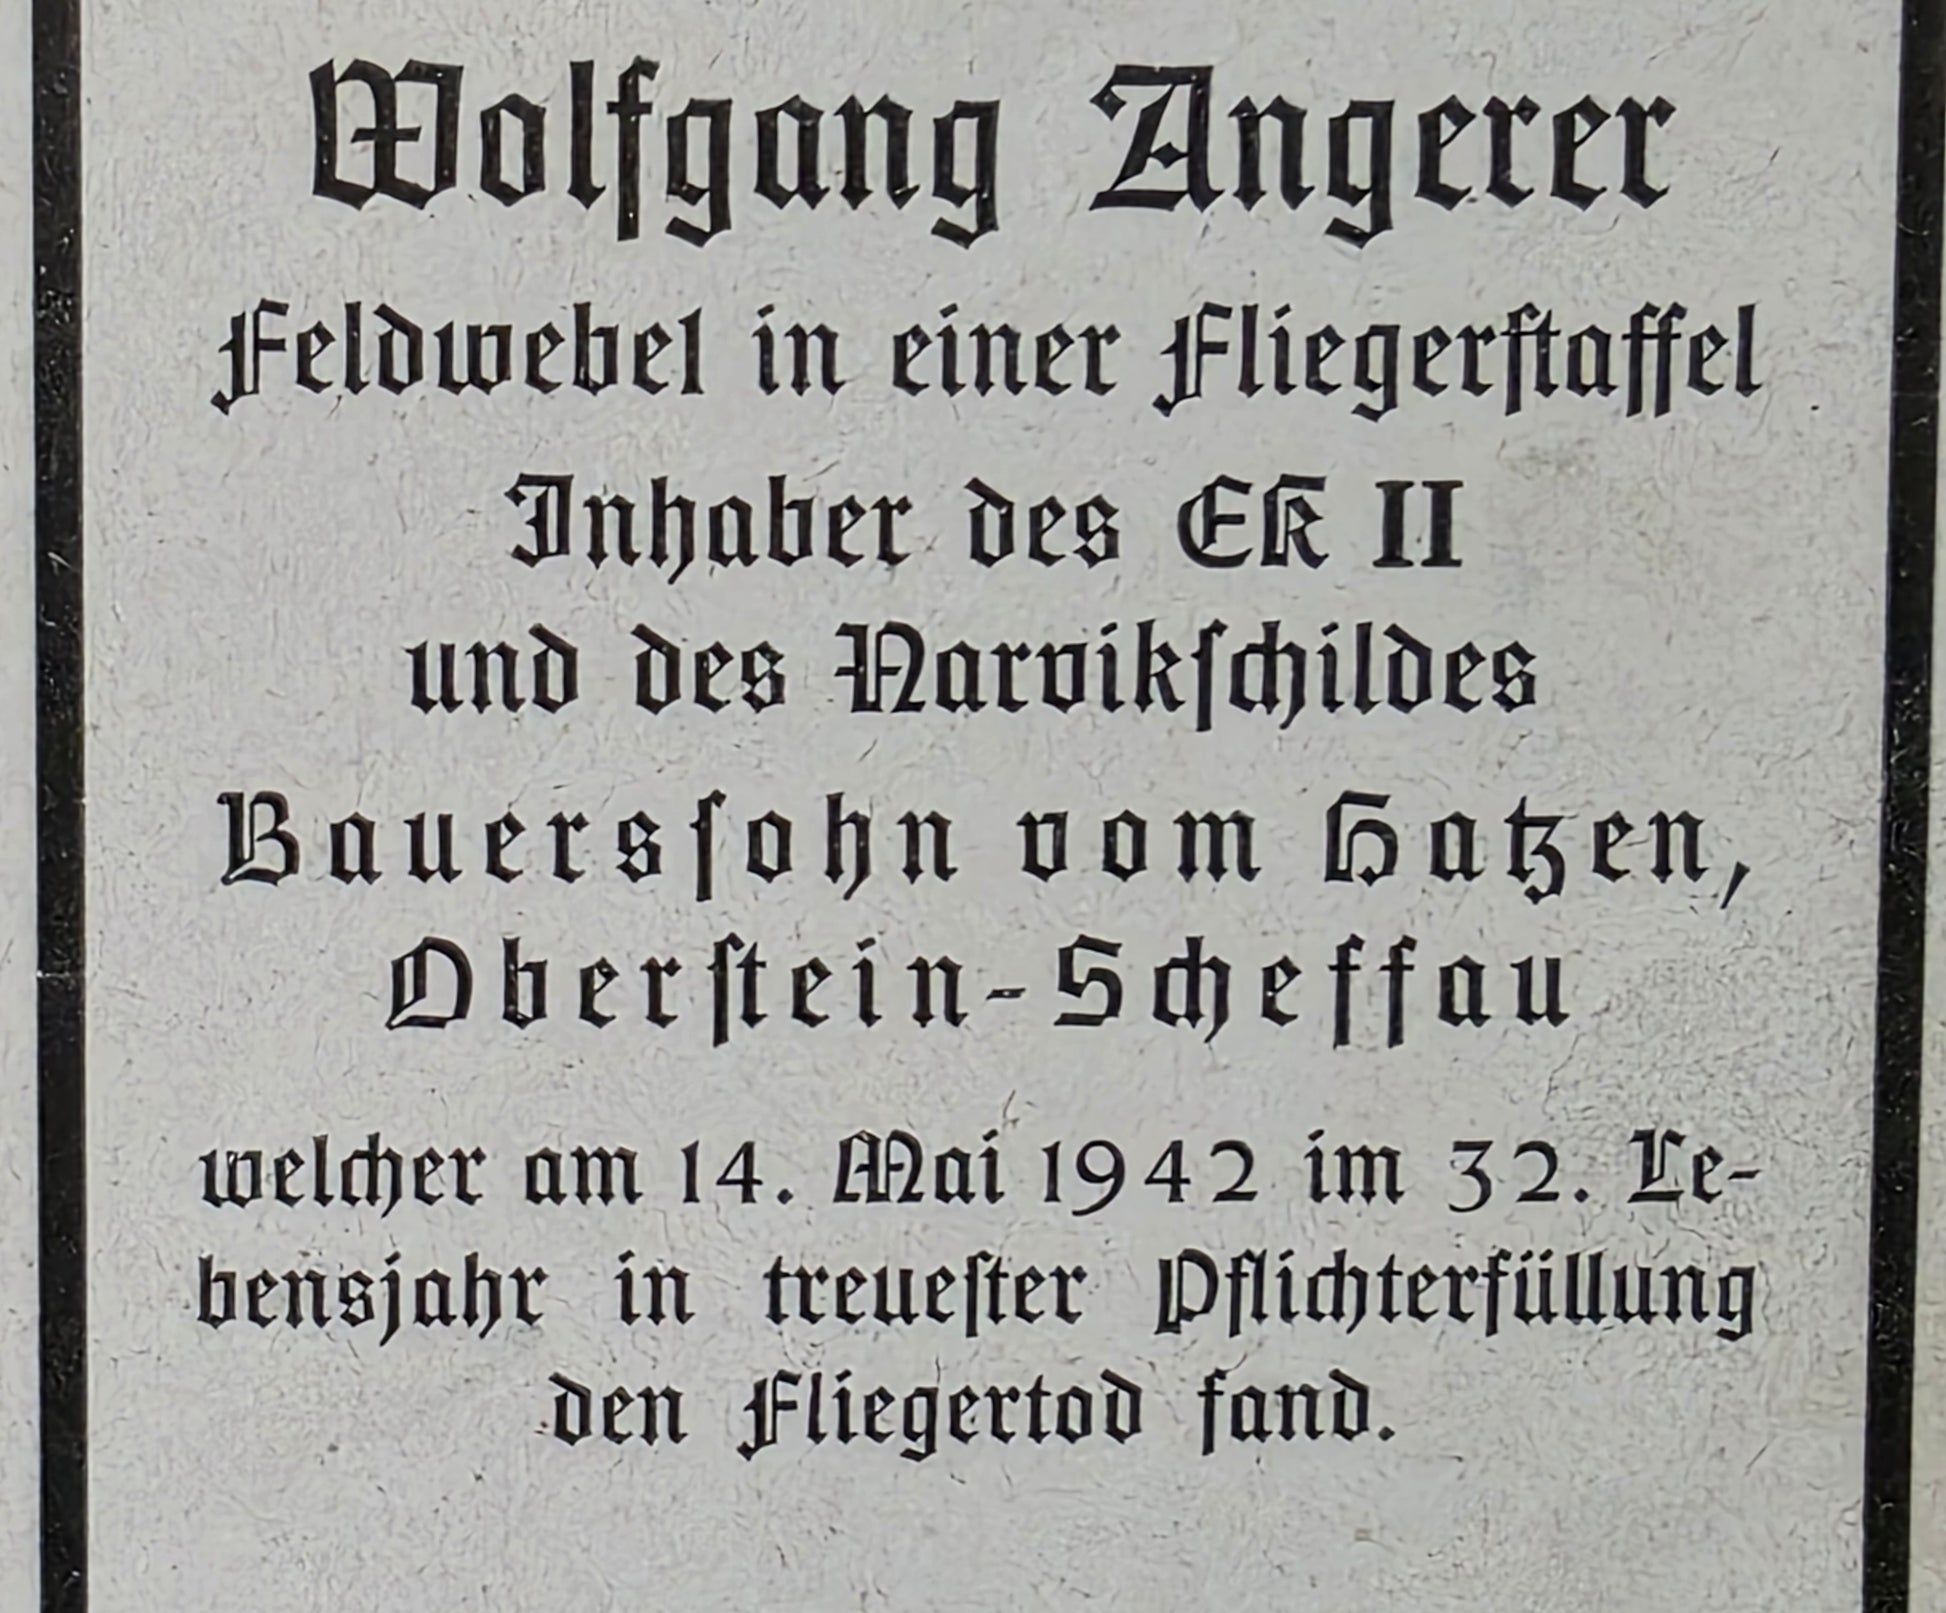 Wolfgang Angerer
Feldwebel in einer Fliegerstaffel
Inhaber des EK II
und des Narvikschildes
Bauerssohn vom Hatzen,
Oberstein-Scheffau
welcher am 14. Mai 1942 im 32. Le-
bensjahr in treuester Pflichterfüllung
den Fliegertod fand.